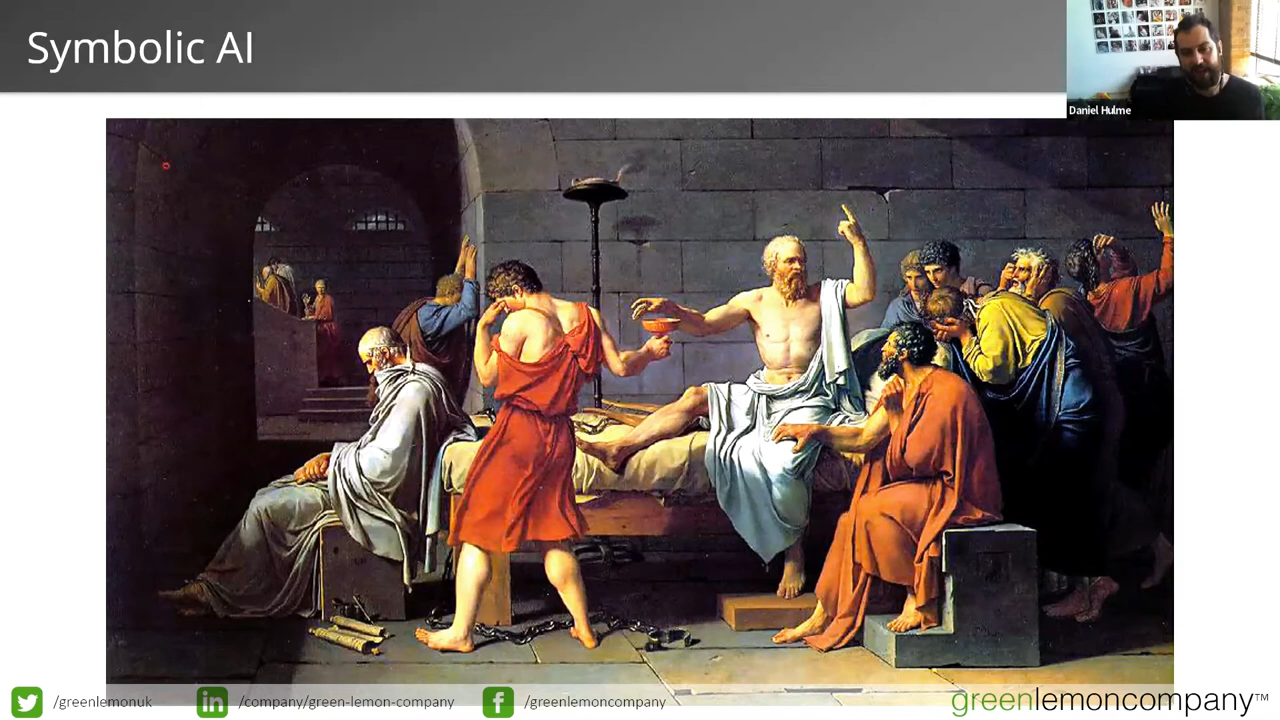 Symbolic AI
Daniel Hulme
/greenlemonuk
/company/green-lemon-company
/greenlemoncompany
greenlemoncompany™